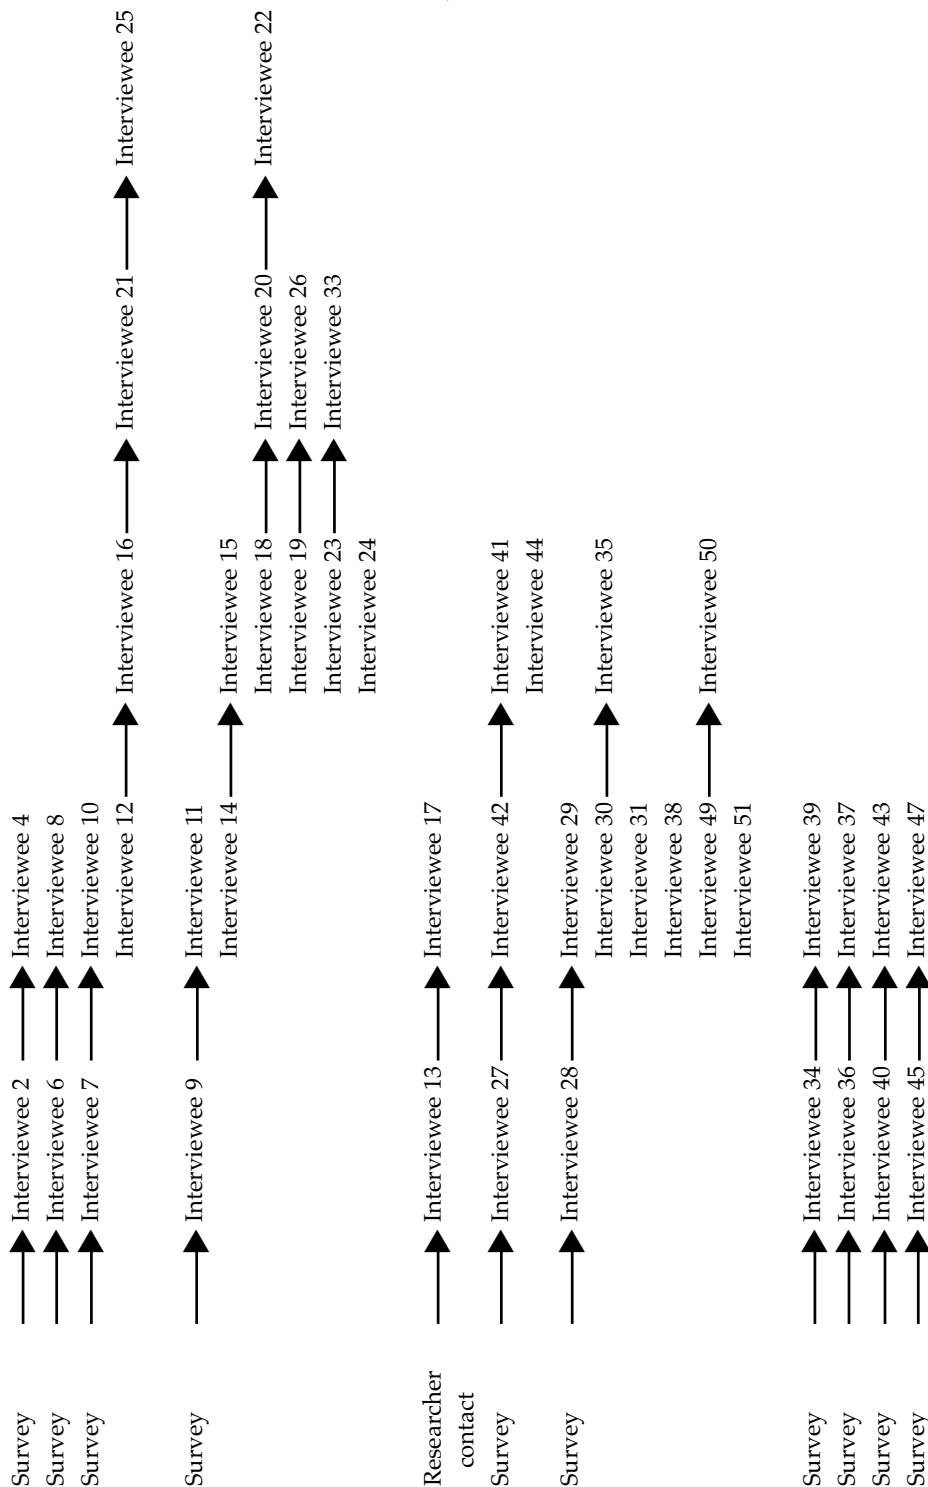 Survey Interviewee 2 Interviewee 4
Survey Interviewee 6 Interviewee 8
Survey Interviewee 7 Interviewee 10
Interviewee 12 Interviewee 16 Interviewee 21 Interviewee 25
Survey Interviewee 9 Interviewee 11
Interviewee 14 Interviewee 15
Interviewee 18 Interviewee 20 Interviewee 22
Interviewee 19 Interviewee 26
Interviewee 23 Interviewee 33
Interviewee 24
Researcher Interviewee 13 Interviewee 17
contact
Survey Interviewee 27 Interviewee 42 Interviewee 41
Interviewee 44
Survey Interviewee 28 Interviewee 29
Interviewee 30 Interviewee 35
Interviewee 31
Interviewee 38
Interviewee 49 Interviewee 50
Interviewee 51
Survey Interviewee 34 Interviewee 39
Survey Interviewee 36 Interviewee 37
Survey Interviewee 40 Interviewee 43
Survey Interviewee 45 Interviewee 47